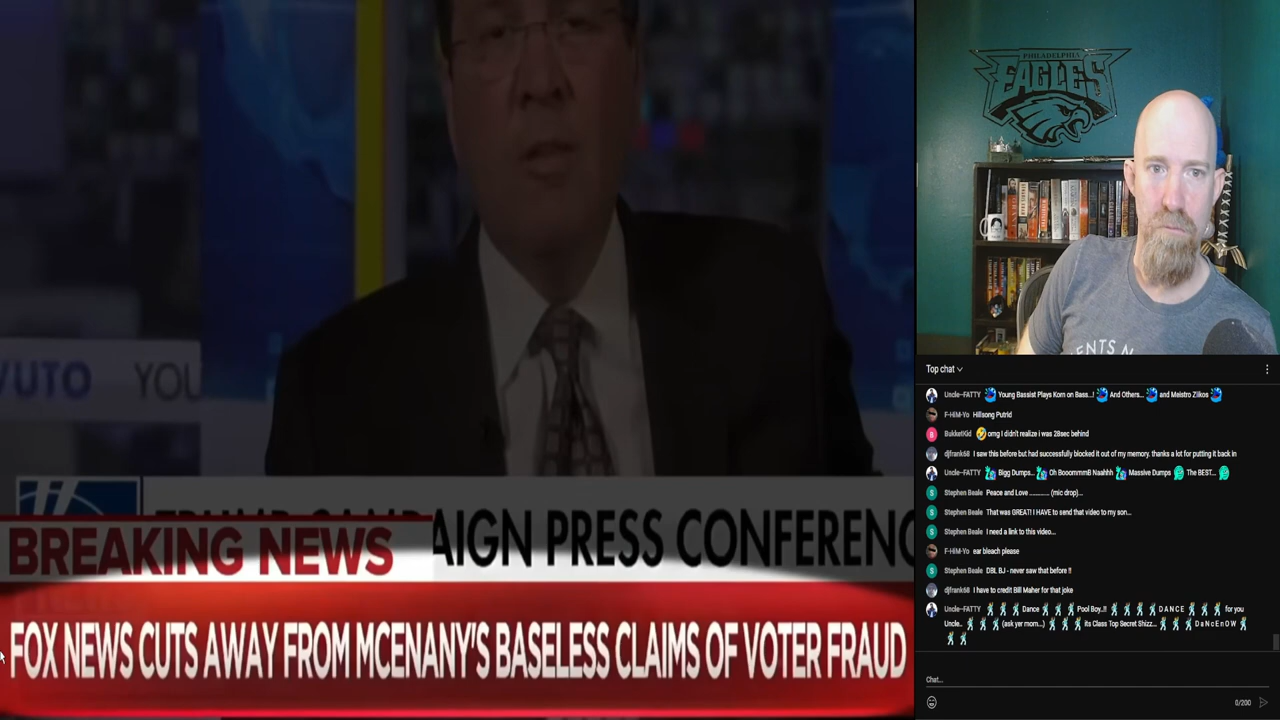 VUTO YOU
AIGN PRESS CONFERENC
BREAKING NEWS
FOX NEWS CUTS AWAY FROM MCENANY'S BASELESS CLAIMS OF VOTER FRAUD
PHILADELPHIA
EAGLES
ENTS
Top chat
Uncle-FATTY Young Bassist Plays Korn on Bass...! And Others... and Meistro Zlikos
F-HiM-Yo Hillsong Putrid
B BukketKid 🤣 omg I didn't realize i was 28sec behind
djfrank68 I saw this before but had successfully blocked it out of my memory. thanks a lot for putting it back in
Uncle-FATTY Bigg Dumps... Oh BooommmB Naahhh Massive Dumps The BEST...
S Stephen Beale Peace and Love ............. (mic drop)...
S Stephen Beale That was GREAT! I HAVE to send that video to my son...
S Stephen Beale I need a link to this video...
F-HiM-Yo ear bleach please
S Stephen Beale DBL BJ - never saw that before !!
djfrank68 I have to credit Bill Maher for that joke
Uncle-FATTY Dance Pool Boy..!! D A N C E for you
Uncle.. (ask yer mom...) its Class Top Secret Shizz... D a N c E n O W
Chat...
0/200